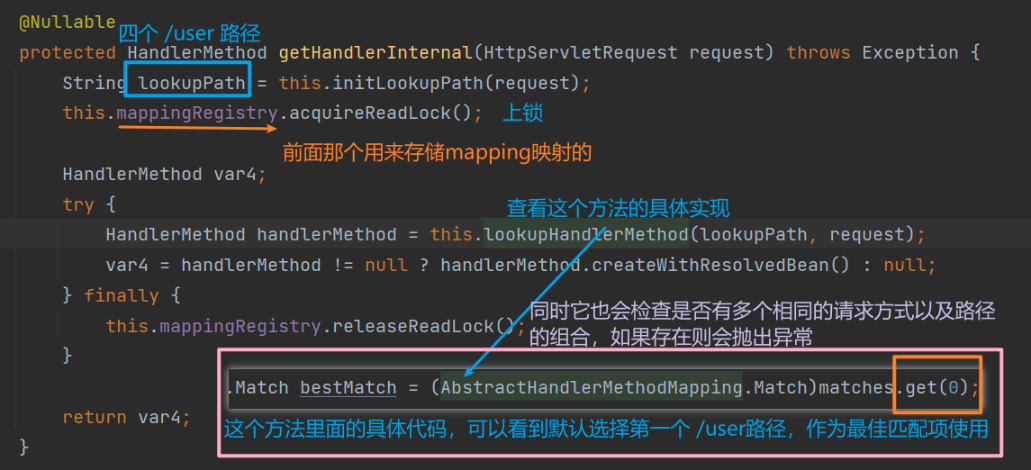 @Nullable
四个 /user 路径
protected HandlerMethod getHandlerInternal(HttpServletRequest request) throws Exception {
String lookupPath = this.initLookupPath(request);
this.mappingRegistry.acquireReadLock(); 上锁
前面那个用来存储mapping映射的
HandlerMethod var4;
try {
查看这个方法的具体实现
HandlerMethod handlerMethod = this.lookupHandlerMethod(lookupPath, request);
var4 = handlerMethod != null ? handlerMethod.createWithResolvedBean() : null;
} finally {
同时它也会检查是否有多个相同的请求方式以及路径
的组合，如果存在则会抛出异常
this.mappingRegistry.releaseReadLock();
}
.Match bestMatch = (AbstractHandlerMethodMapping.Match)matches.get(0);
return var4;
这个方法里面的具体代码，可以看到默认选择第一个 /user路径，作为最佳匹配项使用
}